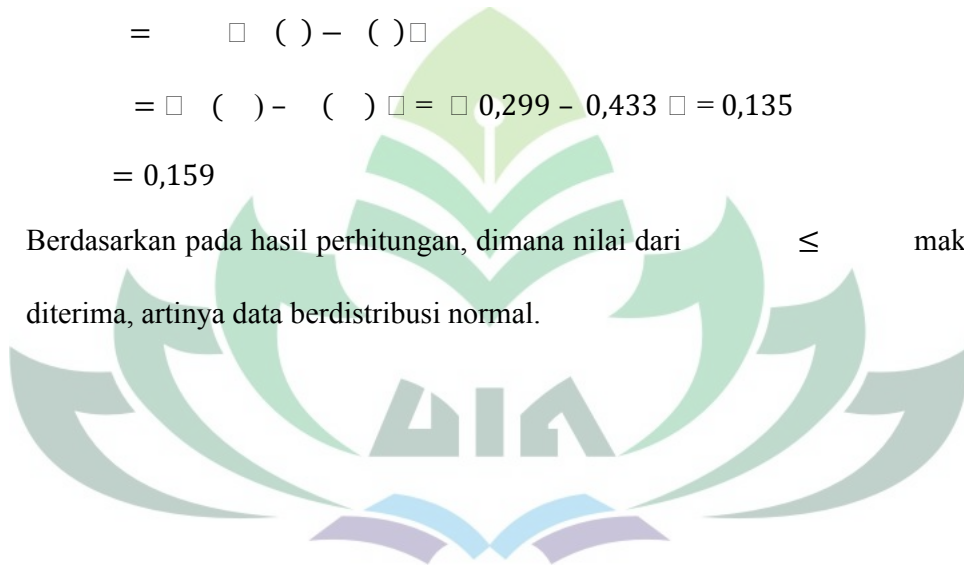 = □ ( ) – ( )□
= □ ( ) – ( ) □ = □ 0,299 – 0,433 □ = 0,135
= 0,159
Berdasarkan pada hasil perhitungan, dimana nilai dari ≤ mak
diterima, artinya data berdistribusi normal.
UIN